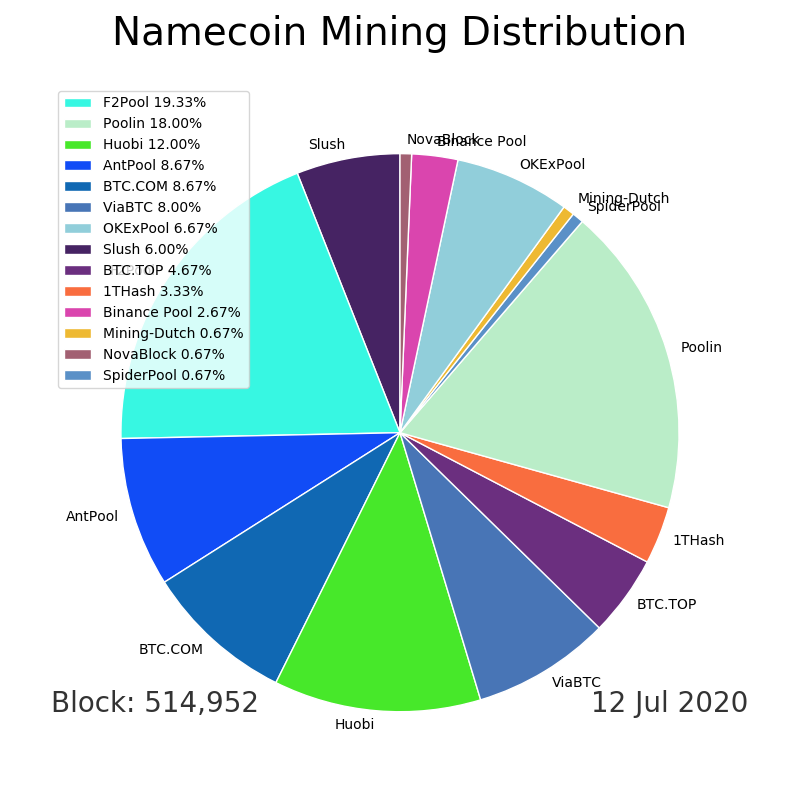 Namecoin Mining Distribution
F2Pool 19.33%
Poolin 18.00%
Huobi 12.00%
AntPool 8.67%
BTC.COM 8.67%
ViaBTC 8.00%
OKExPool 6.67%
Slush 6.00%
BTC.TOP 4.67%
1THash 3.33%
Binance Pool 2.67%
Mining-Dutch 0.67%
NovaBlock 0.67%
SpiderPool 0.67%
NovaBlock
Binance Pool
Slush
OKExPool
Mining-Dutch
SpiderPool
Poolin
AntPool
1THash
BTC.TOP
BTC.COM
ViaBTC
Huobi
Block: 514,952
12 Jul 2020